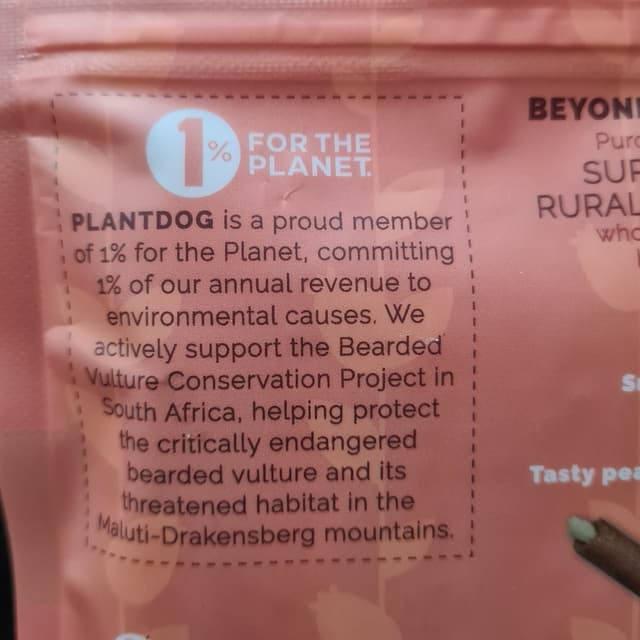 1% FOR THE
PLANET.
PLANTDOG is a proud member
of 1% for the Planet, committing
1% of our annual revenue to
environmental causes. We
actively support the Bearded
Vulture Conservation Project in
South Africa, helping protect
the critically endangered
bearded vulture and its
threatened habitat in the
Maluti-Drakensberg mountains.
RURAL
Tasty